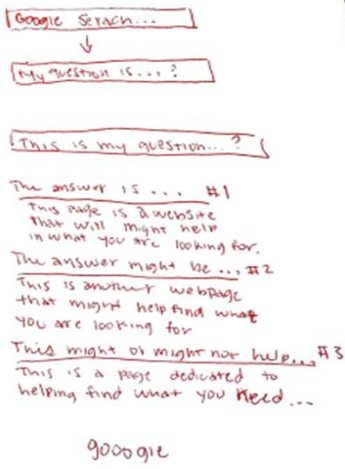 Google Serach...
My question is...?
This is my question...?
The answer is... #1
This page is a website
that will might help
in what you are looking for.
The answer might be... #2
This is another webpage
that might help find what
you are looking for
This might or might not help... #3
This is a page dedicated to
helping find what you need...
gooogle